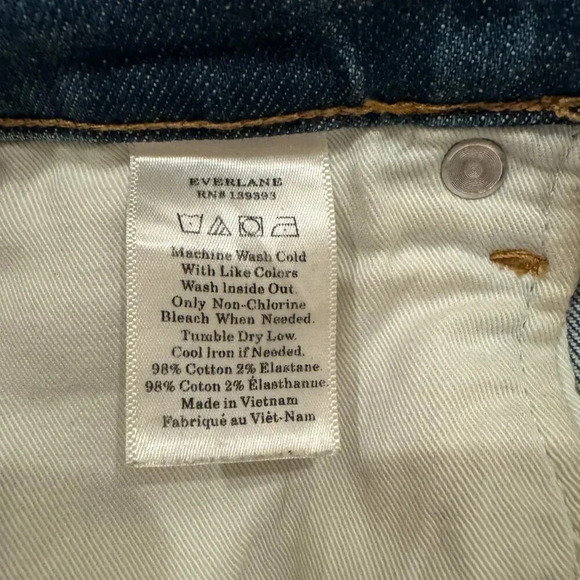 EVERLANE
RN# 139393
Machine Wash Cold
With Like Colors
Wash Inside Out
Only Non-Chlorine
Bleach When Needed.
Tumble Dry Low.
Cool Iron if Needed.
98% Cotton 2% Elastane
98% Coton 2% Élasthanne
Made in Vietnam
Fabriqué au Viêt-Nam